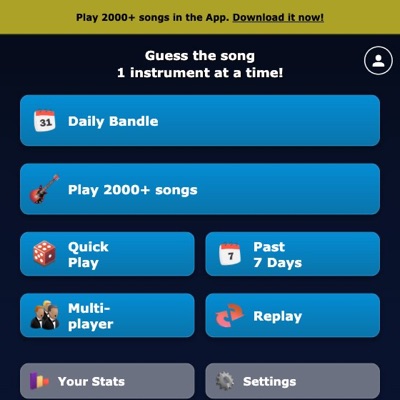 Play 2000+ songs in the App. Download it now!
Guess the song
1 instrument at a time!
31
Daily Bandle
Play 2000+ songs
Quick
Play
7
Past
7 Days
Multi-
player
Replay
Your Stats
Settings